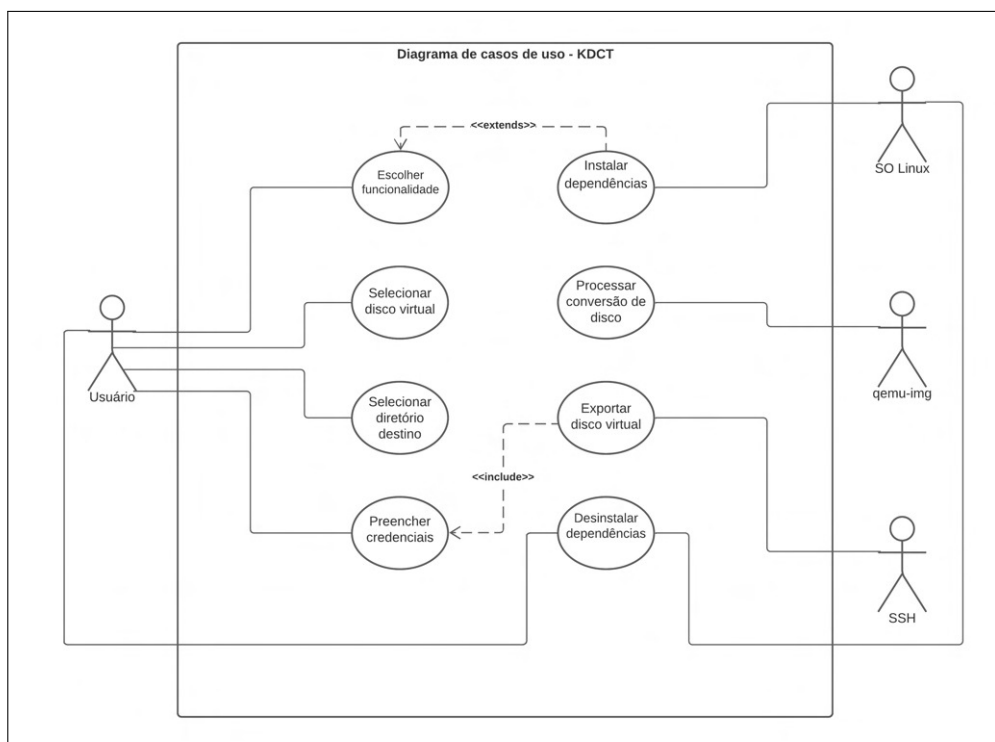 Diagrama de casos de uso - KDCT
<<extends>>
Escolher
funcionalidade
Instalar
dependências
SO Linux
Selecionar
disco virtual
Processar
conversão de
disco
Usuário
qemu-img
Selecionar
diretório
destino
Exportar
disco virtual
<<include>>
Preencher
credenciais
Desinstalar
dependências
SSH